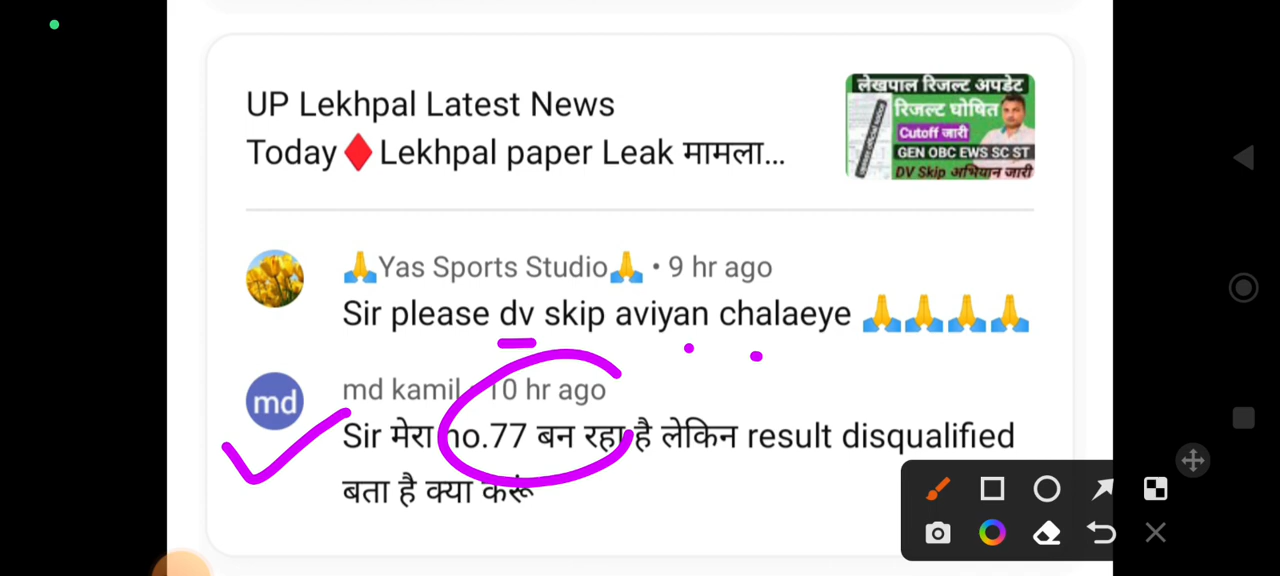 UP Lekhpal Latest News
Today♦️Lekhpal paper Leak मामला...
लेखपाल रिजल्ट अपडेट
रिजल्ट घोषित
Cutoff जारी
GEN OBC EWS SC ST
DV Skip अभियान जारी
🙏Yas Sports Studio🙏 • 9 hr ago
Sir please dv skip aviyan chalaeye 🙏🙏🙏🙏
md
md kamil • 10 hr ago
Sir मेरा no.77 बन रहा है लेकिन result disqualified
बता है क्या करूं